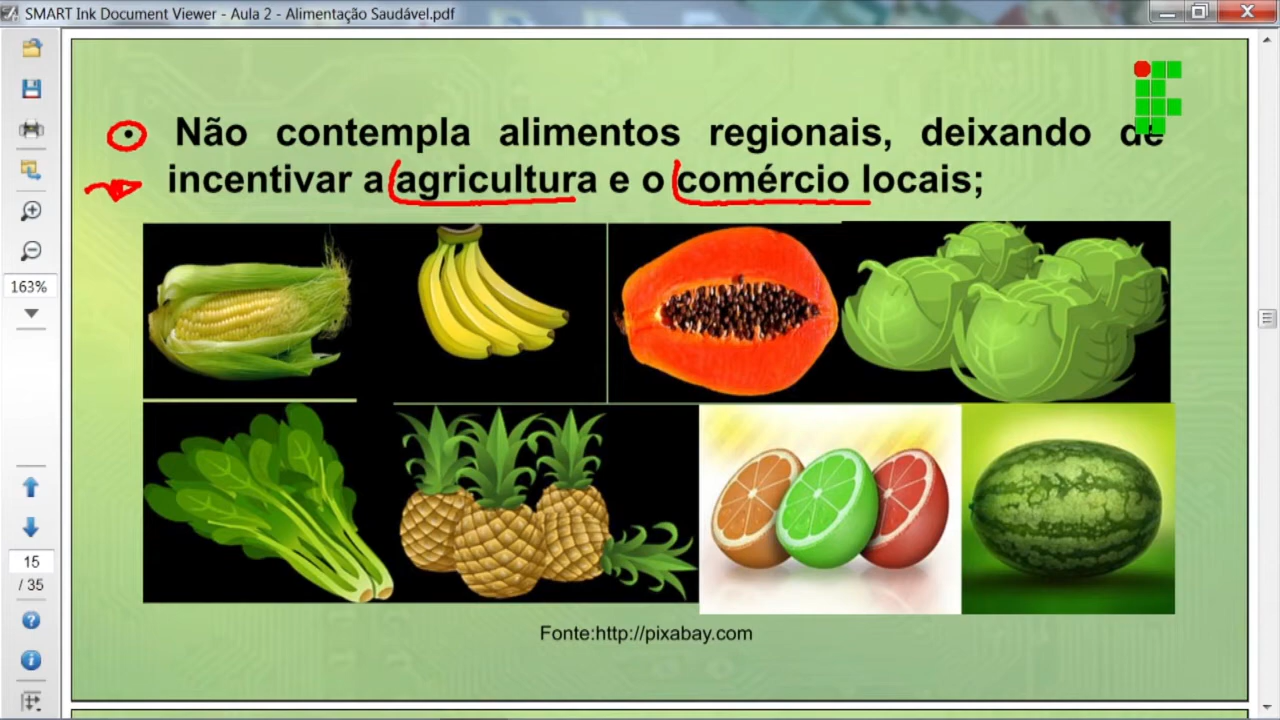 SMART Ink Document Viewer - Aula 2 - Alimentação Saudável.pdf
• Não contempla alimentos regionais, deixando de
incentivar a agricultura e o comércio locais;
163%
15
/ 35
Fonte:http://pixabay.com